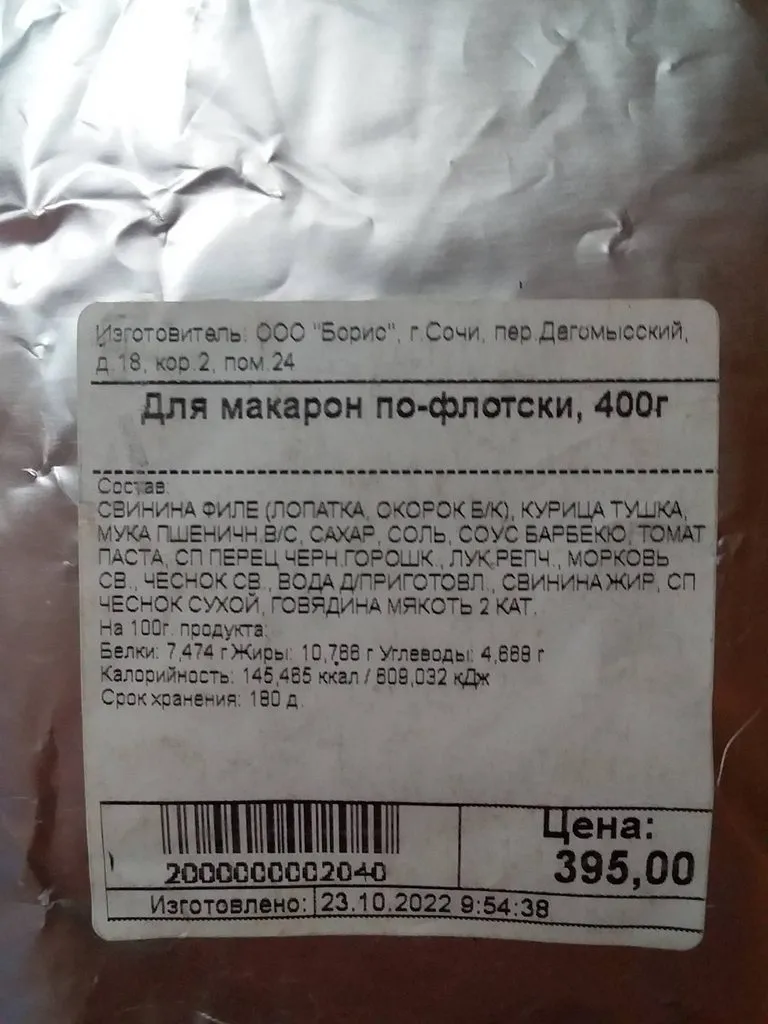 Изготовитель: ООО "Борис", г.Сочи, пер.Дагомысский,
д.18, кор.2, пом.24
Для макарон по-флотски, 400г
Состав:
СВИНИНА ФИЛЕ (ЛОПАТКА, ОКОРОК Б/К), КУРИЦА ТУШКА,
МУКА ПШЕНИЧН.В/С, САХАР, СОЛЬ, СОУС БАРБЕКЮ, ТОМАТ
ПАСТА, СП ПЕРЕЦ ЧЕРН.ГОРОШК., ЛУК РЕПЧ., МОРКОВЬ
СВ., ЧЕСНОК СВ., ВОДА Д/ПРИГОТОВЛ., СВИНИНА ЖИР, СП
ЧЕСНОК СУХОЙ, ГОВЯДИНА МЯКОТЬ 2 КАТ.
На 100г. продукта:
Белки: 7,474 г Жиры: 10,766 г Углеводы: 4,668 г
Калорийность: 145,465 ккал / 609,032 кДж
Срок хранения: 180 д.
Цена:
395,00
2000000002040
Изготовлено: 23.10.2022 9:54:38